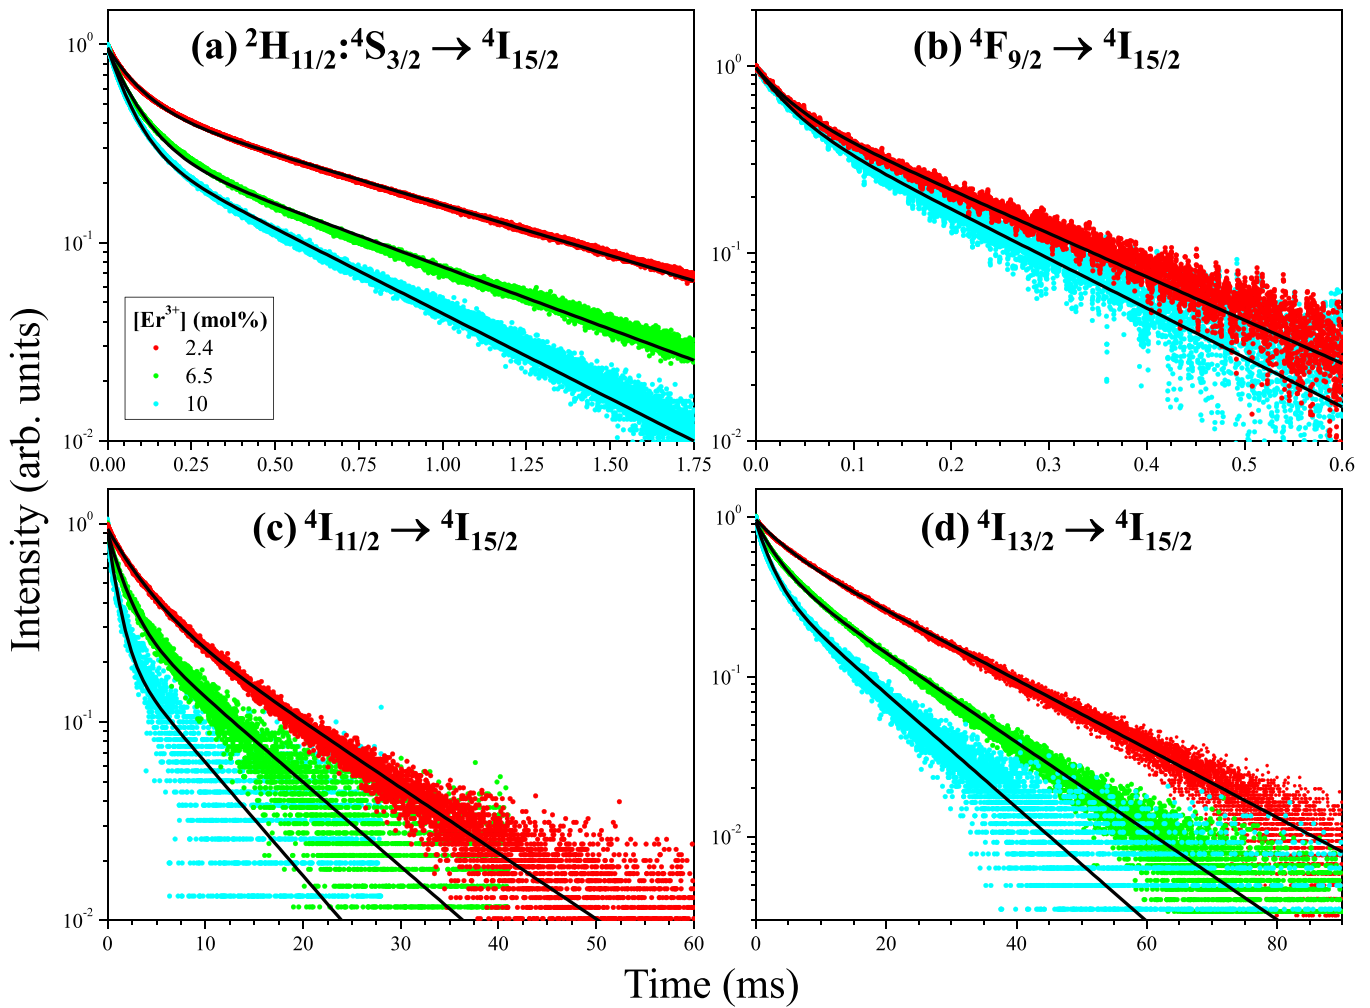 (a) ²H₁₁/₂:⁴S₃/₂ → ⁴I₁₅/₂
10⁰
10⁻¹
10⁻²
[Er³⁺] (mol%)
2.4
6.5
10
0.00 0.25 0.50 0.75 1.00 1.25 1.50 1.75
(b) ⁴F₉/₂ → ⁴I₁₅/₂
10⁰
10⁻¹
10⁻²
0.0 0.1 0.2 0.3 0.4 0.5 0.6
Intensity (arb. units)
(c) ⁴I₁₁/₂ → ⁴I₁₅/₂
10⁰
10⁻¹
10⁻²
0 10 20 30 40 50 60
(d) ⁴I₁₃/₂ → ⁴I₁₅/₂
10⁰
10⁻¹
10⁻²
0 20 40 60 80
Time (ms)